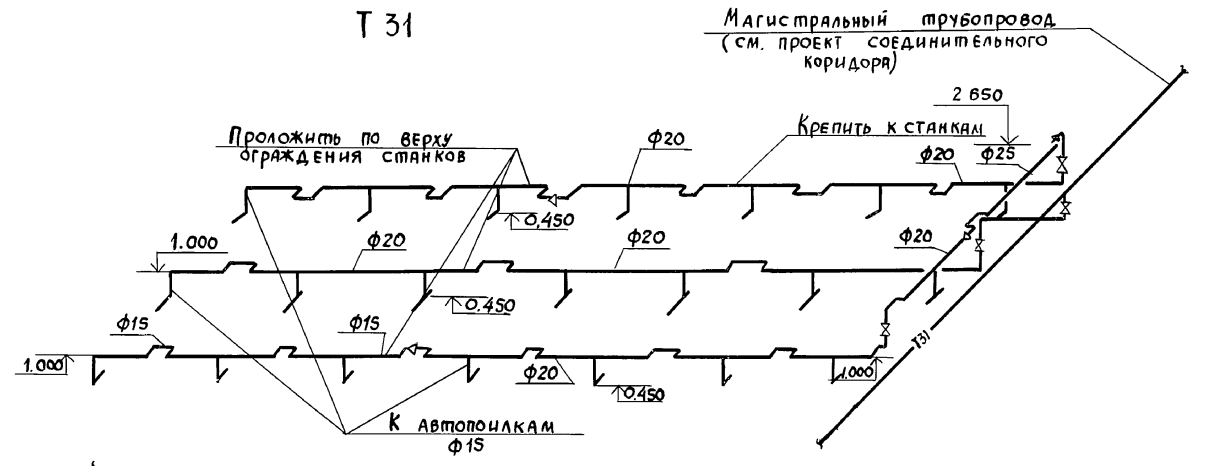 Т 31
Магистральный трубопровод
(см. проект соединительного
коридора)
2 650
Проложить по верху
ограждения станков
Ф20
Крепить к станкам
Ф20
Ф25
0,450
1.000
Ф20
Ф20
Ф20
0.450
Ф15
Ф15
Т31
1.000
Ф20
0.450
1.000
К автопоилкам
Ф15